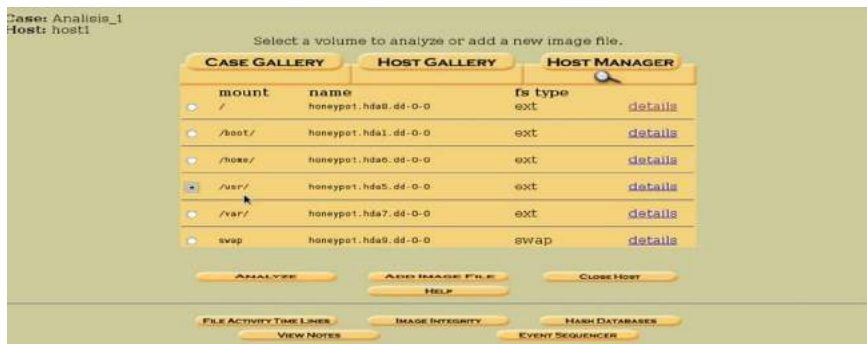 Case: Analisis_1
Host: host1
Select a volume to analyze or add a new image file.
CASE GALLERY HOST GALLERY HOST MANAGER
mount name fs type
/ honeypot.hda8.dd-0-0 ext details
/boot/ honeypot.hda1.dd-0-0 ext details
/home/ honeypot.hda6.dd-0-0 ext details
/usr/ honeypot.hda5.dd-0-0 ext details
/var/ honeypot.hda7.dd-0-0 ext details
swap honeypot.hda9.dd-0-0 swap details
ANALYZE ADD IMAGE FILE CLOSE HOST
HELP
FILE ACTIVITY TIME LINES IMAGE INTEGRITY HASH DATABASES
VIEW NOTES EVENT SEQUENCER